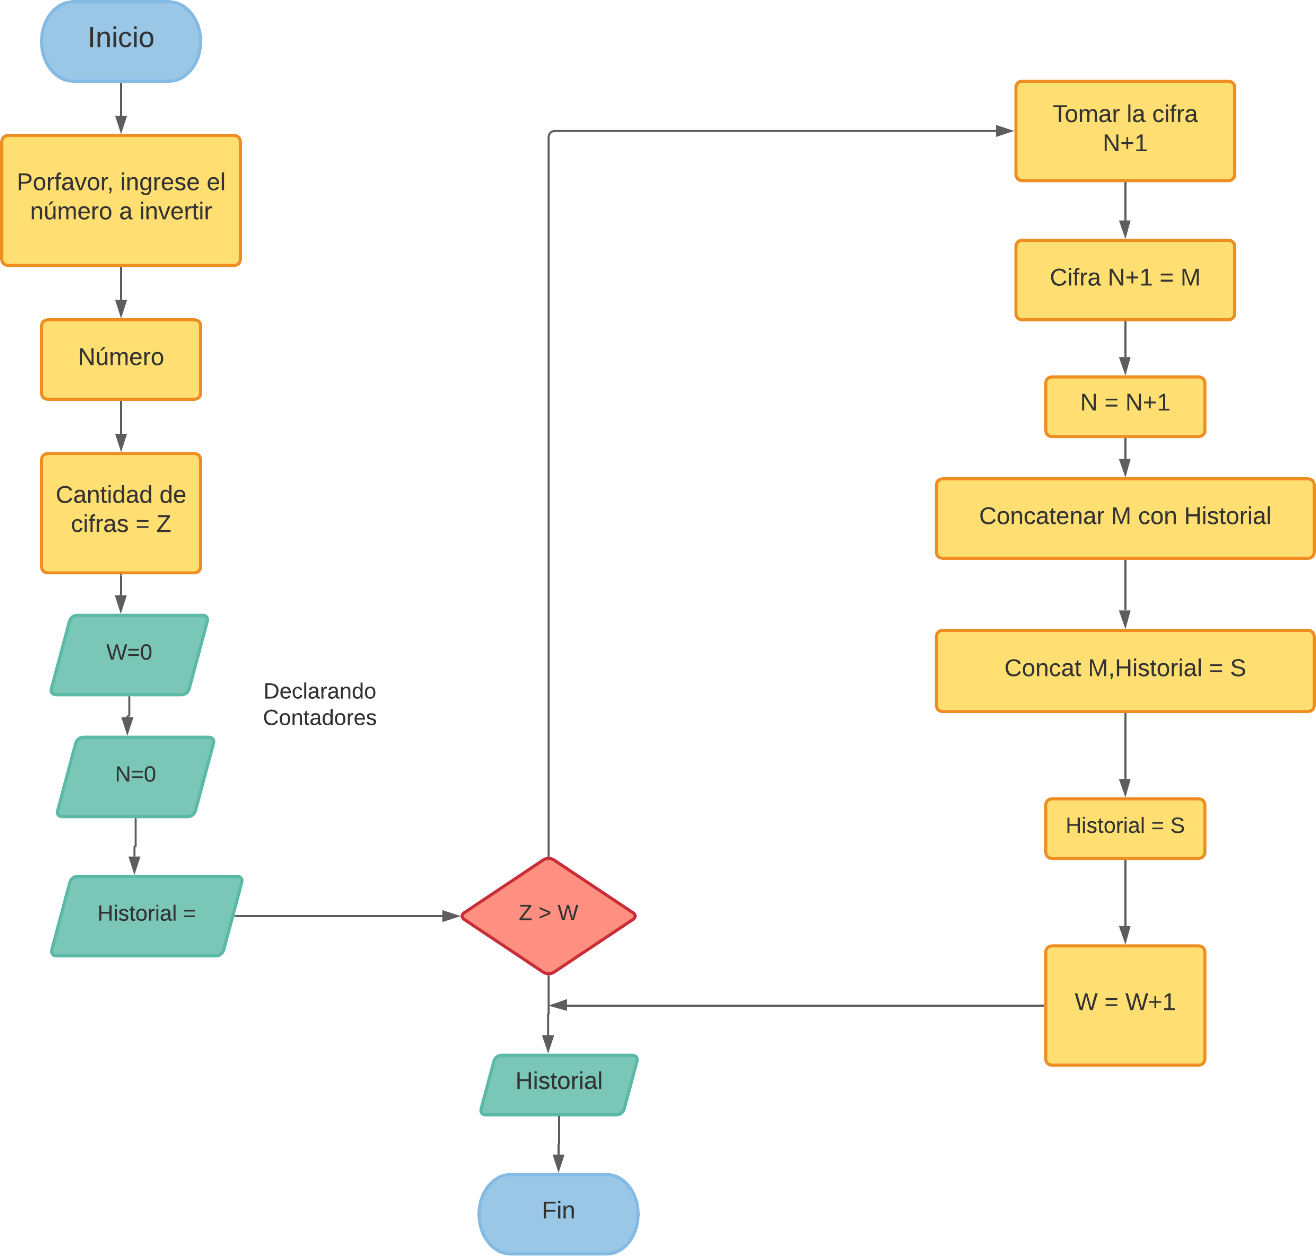 Inicio
Porfavor, ingrese el
número a invertir
Número
Cantidad de
cifras = Z
W=0
Declarando
Contadores
N=0
Historial =
Z > W
Tomar la cifra
N+1
Cifra N+1 = M
N = N+1
Concatenar M con Historial
Concat M,Historial = S
Historial = S
W = W+1
Historial
Fin